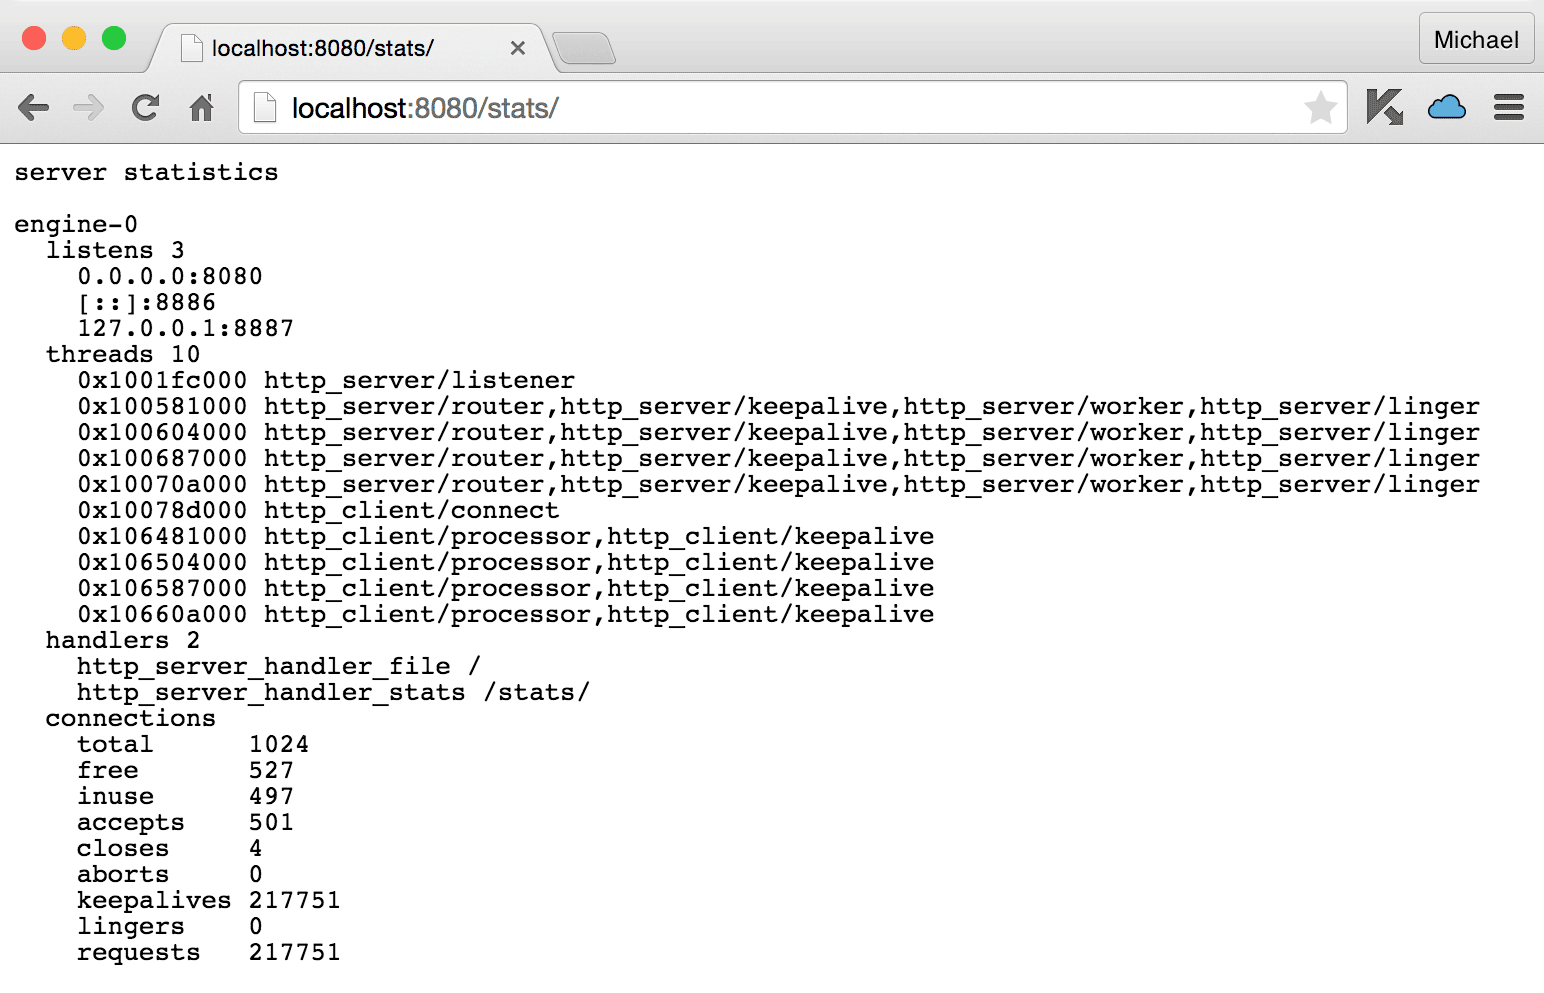 localhost:8080/stats/
Michael
localhost:8080/stats/
server statistics
engine-0
listens 3
0.0.0.0:8080
[::]:8886
127.0.0.1:8887
threads 10
0x1001fc000 http_server/listener
0x100581000 http_server/router,http_server/keepalive,http_server/worker,http_server/linger
0x100604000 http_server/router,http_server/keepalive,http_server/worker,http_server/linger
0x100687000 http_server/router,http_server/keepalive,http_server/worker,http_server/linger
0x10070a000 http_server/router,http_server/keepalive,http_server/worker,http_server/linger
0x10078d000 http_client/connect
0x106481000 http_client/processor,http_client/keepalive
0x106504000 http_client/processor,http_client/keepalive
0x106587000 http_client/processor,http_client/keepalive
0x10660a000 http_client/processor,http_client/keepalive
handlers 2
http_server_handler_file /
http_server_handler_stats /stats/
connections
total 1024
free 527
inuse 497
accepts 501
closes 4
aborts 0
keepalives 217751
lingers 0
requests 217751